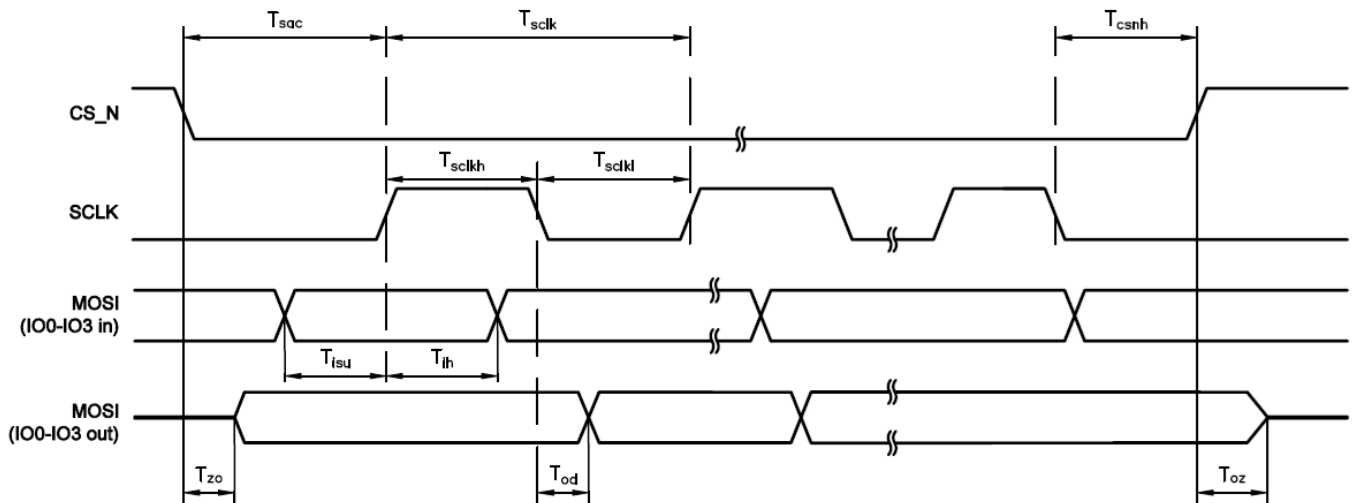 Tsac
Tsclk
Tcsnh
CS_N
Tsclkh
Tsclkl
SCLK
MOSI
(IO0-IO3 in)
Tisu
Tih
MOSI
(IO0-IO3 out)
Tzo
Tod
Toz